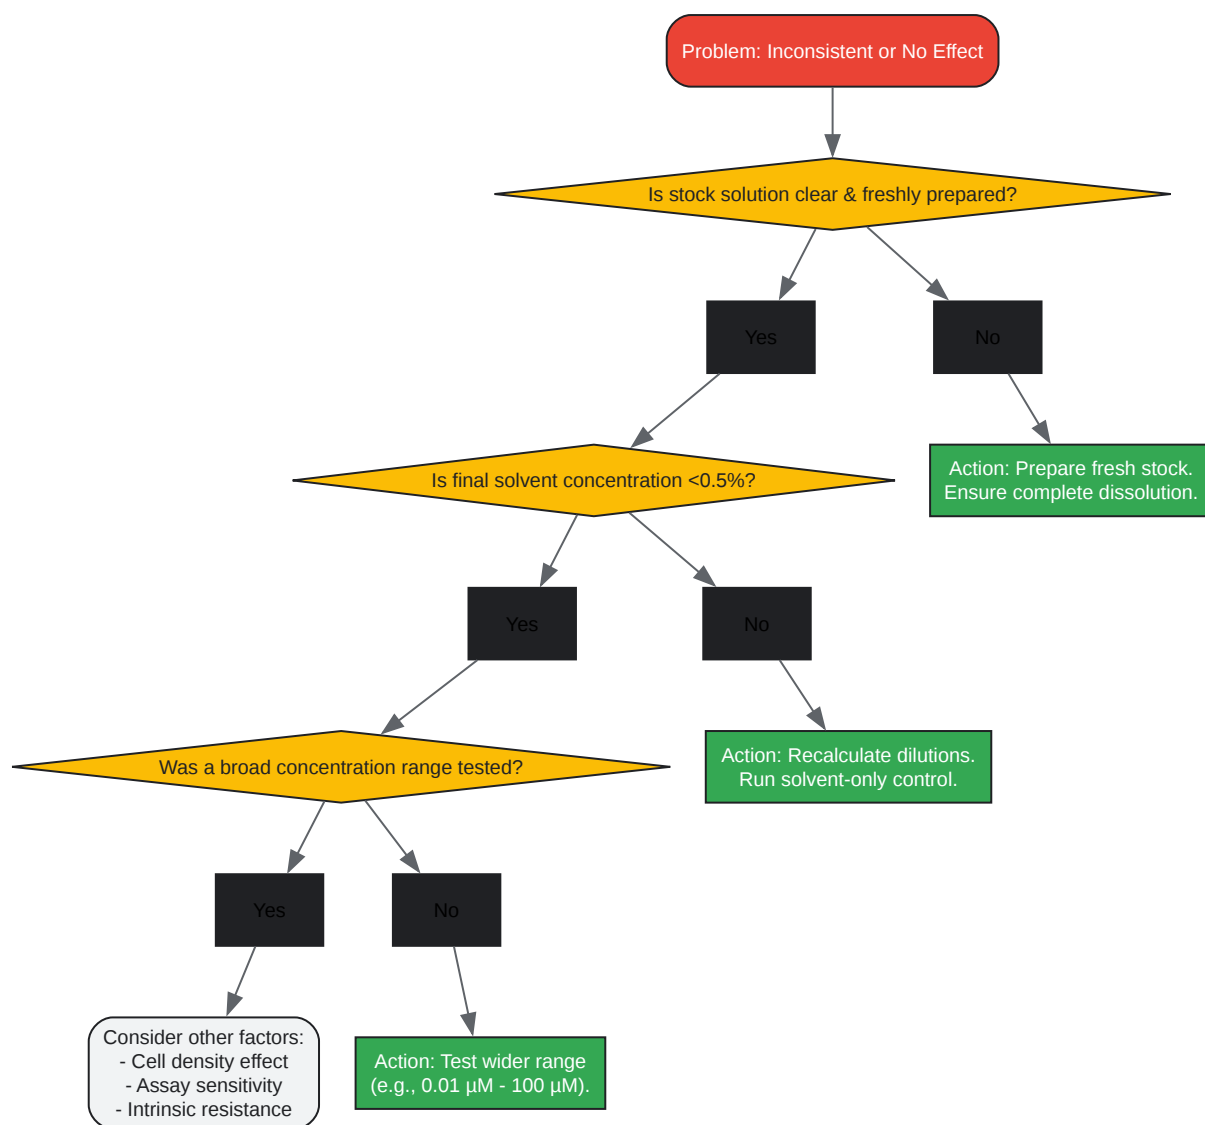 Problem: Inconsistent or No Effect
Is stock solution clear & freshly prepared?
Yes
No
Action: Prepare fresh stock.
Ensure complete dissolution.
Is final solvent concentration <0.5%?
Yes
No
Action: Recalculate dilutions.
Run solvent-only control.
Was a broad concentration range tested?
Yes
No
Consider other factors:
- Cell density effect
- Assay sensitivity
- Intrinsic resistance
Action: Test wider range
(e.g., 0.01 µM - 100 µM).